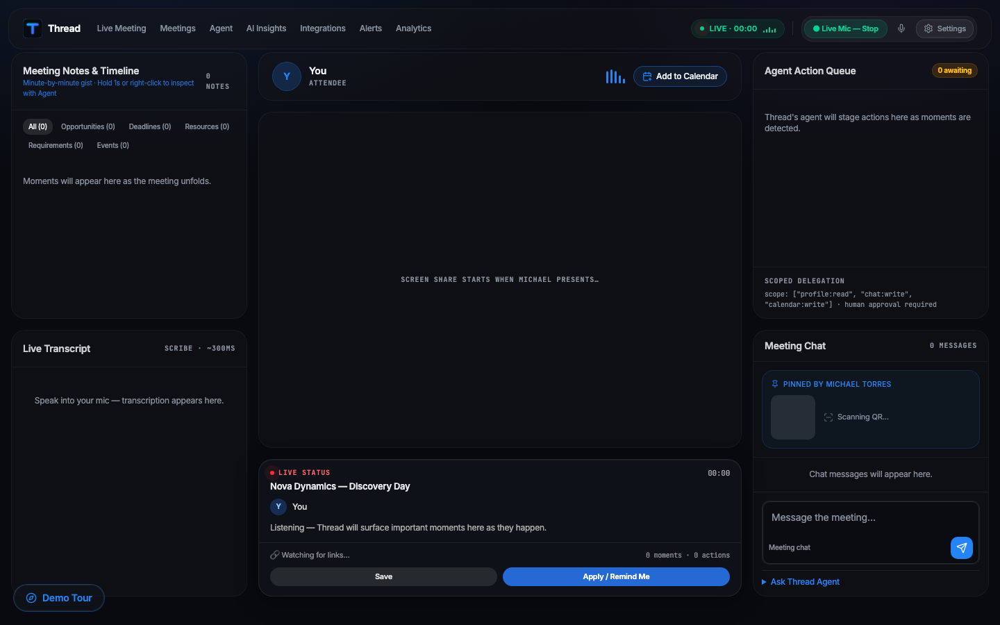 Thread
Live Meeting
Meetings
Agent
AI Insights
Integrations
Alerts
Analytics
LIVE · 00:00
Live Mic — Stop
Settings
Meeting Notes & Timeline
Minute-by-minute gist · Hold 1s or right-click to inspect
with Agent
0
NOTES
All (0)
Opportunities (0)
Deadlines (0)
Resources (0)
Requirements (0)
Events (0)
Moments will appear here as the meeting unfolds.
Live Transcript
SCRIBE · ~300MS
Speak into your mic — transcription appears here.
Demo Tour
Y
You
ATTENDEE
Add to Calendar
SCREEN SHARE STARTS WHEN MICHAEL PRESENTS…
LIVE STATUS
00:00
Nova Dynamics — Discovery Day
Y
You
Listening — Thread will surface important moments here as they happen.
Watching for links…
0 moments · 0 actions
Save
Apply / Remind Me
Agent Action Queue
0 awaiting
Thread's agent will stage actions here as moments are
detected.
SCOPED DELEGATION
scope: ["profile:read", "chat:write",
"calendar:write"] · human approval required
Meeting Chat
0 MESSAGES
PINNED BY MICHAEL TORRES
Scanning QR…
Chat messages will appear here.
Message the meeting…
Meeting chat
Ask Thread Agent